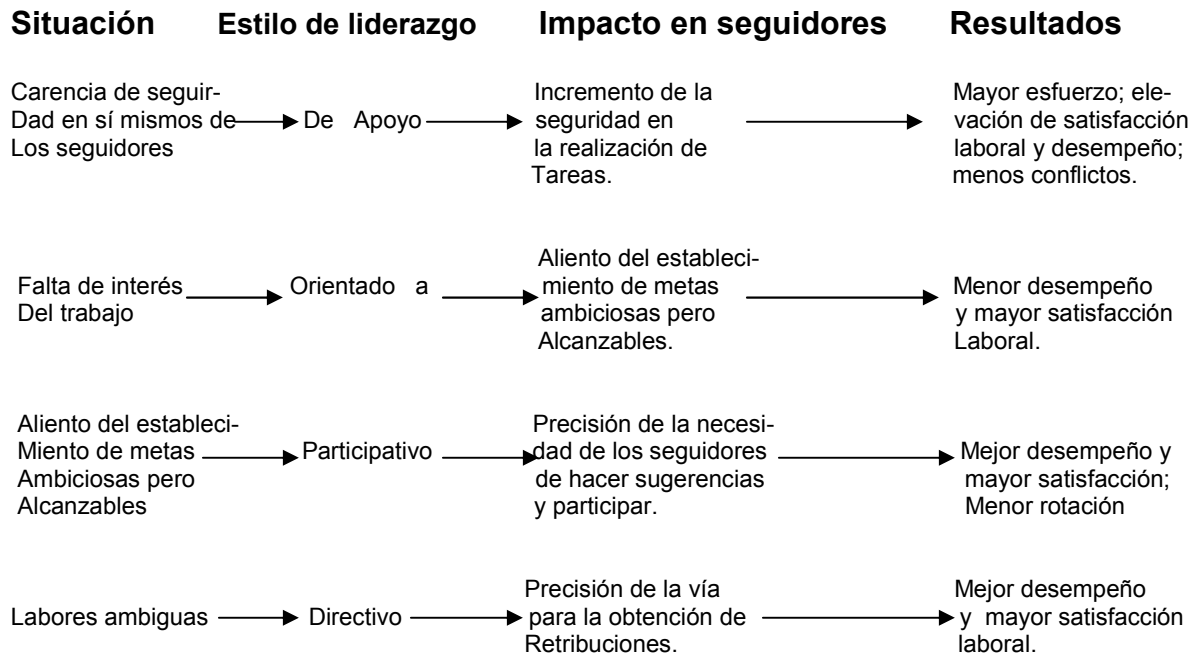 Situación Estilo de liderazgo Impacto en seguidores Resultados
Carencia de seguir-
Dad en sí mismos de
Los seguidores
De Apoyo
Incremento de la
seguridad en
la realización de
Tareas.
Mayor esfuerzo; ele-
vación de satisfacción
laboral y desempeño;
menos conflictos.
Falta de interés
Del trabajo
Orientado a
Aliento del estableci-
miento de metas
ambiciosas pero
Alcanzables.
Menor desempeño
y mayor satisfacción
Laboral.
Aliento del estableci-
Miento de metas
Ambiciosas pero
Alcanzables
Participativo
Precisión de la necesi-
dad de los seguidores
de hacer sugerencias
y participar.
Mejor desempeño y
mayor satisfacción;
Menor rotación
Labores ambiguas
Directivo
Precisión de la vía
para la obtención de
Retribuciones.
Mejor desempeño
y mayor satisfacción
laboral.